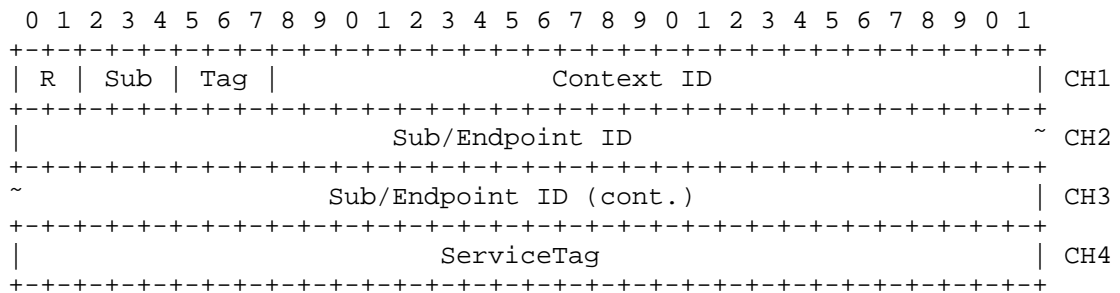 0 1 2 3 4 5 6 7 8 9 0 1 2 3 4 5 6 7 8 9 0 1 2 3 4 5 6 7 8 9 0 1
+-+-+-+-+-+-+-+-+-+-+-+-+-+-+-+-+-+-+-+-+-+-+-+-+-+-+-+-+-+-+-+-+
| R | Sub | Tag |                 Context ID                    | CH1
+-+-+-+-+-+-+-+-+-+-+-+-+-+-+-+-+-+-+-+-+-+-+-+-+-+-+-+-+-+-+-+-+
|                       Sub/Endpoint ID                         ~ CH2
+-+-+-+-+-+-+-+-+-+-+-+-+-+-+-+-+-+-+-+-+-+-+-+-+-+-+-+-+-+-+-+-+
~                   Sub/Endpoint ID (cont.)                     | CH3
+-+-+-+-+-+-+-+-+-+-+-+-+-+-+-+-+-+-+-+-+-+-+-+-+-+-+-+-+-+-+-+-+
|                          ServiceTag                           | CH4
+-+-+-+-+-+-+-+-+-+-+-+-+-+-+-+-+-+-+-+-+-+-+-+-+-+-+-+-+-+-+-+-+